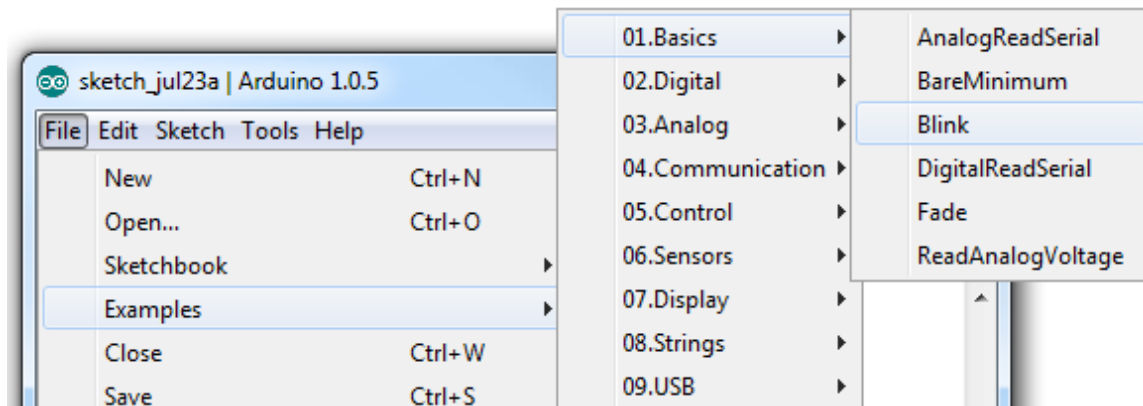 sketch_jul23a | Arduino 1.0.5
File Edit Sketch Tools Help
New Ctrl+N
Open... Ctrl+O
Sketchbook
Examples
Close Ctrl+W
Save Ctrl+S
01.Basics
02.Digital
03.Analog
04.Communication
05.Control
06.Sensors
07.Display
08.Strings
09.USB
AnalogReadSerial
BareMinimum
Blink
DigitalReadSerial
Fade
ReadAnalogVoltage